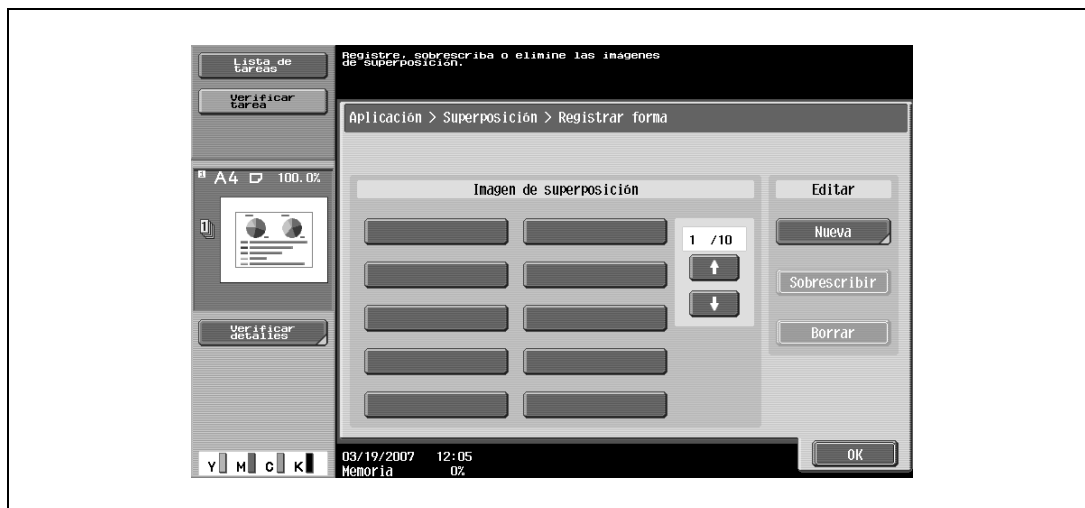 Lista de
tareas
Verificar
tarea
Registre, sobrescriba o elimine las imágenes
de superposición.
Aplicación > Superposición > Registrar forma
A4 100.0%
1
Verificar
detalles
Imagen de superposición
1 /10
Editar
Nueva
Sobrescribir
Borrar
Y M C K
03/19/2007 12:05
Memoria 0%
OK